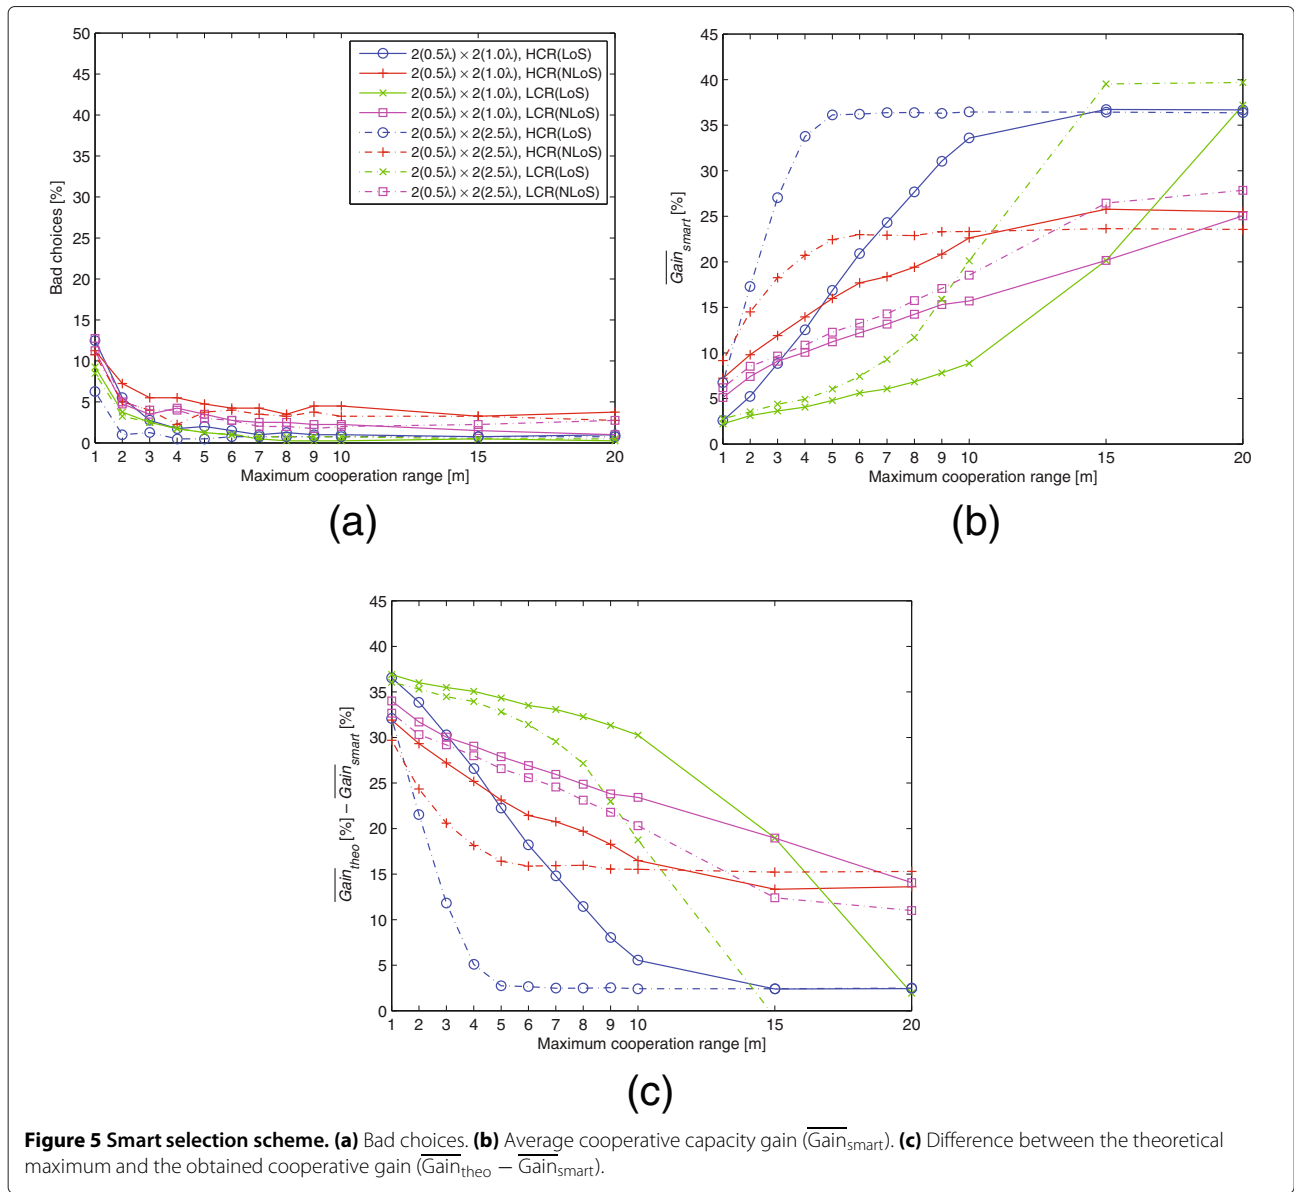 50
45
40
35
30
25
20
15
10
5
0
Bad choices [%]
2(0.5λ) × 2(1.0λ), HCR(LoS)
2(0.5λ) × 2(1.0λ), HCR(NLoS)
2(0.5λ) × 2(1.0λ), LCR(LoS)
2(0.5λ) × 2(1.0λ), LCR(NLoS)
2(0.5λ) × 2(2.5λ), HCR(LoS)
2(0.5λ) × 2(2.5λ), HCR(NLoS)
2(0.5λ) × 2(2.5λ), LCR(LoS)
2(0.5λ) × 2(2.5λ), LCR(NLoS)
1 2 3 4 5 6 7 8 9 10 15 20
Maximum cooperation range [m]
(a)
45
40
35
30
25
20
15
10
5
0
Gain_smart [%]
1 2 3 4 5 6 7 8 9 10 15 20
Maximum cooperation range [m]
(b)
45
40
35
30
25
20
15
10
5
0
Gain_theo [%] − Gain_smart [%]
1 2 3 4 5 6 7 8 9 10 15 20
Maximum cooperation range [m]
(c)
Figure 5 Smart selection scheme. (a) Bad choices. (b) Average cooperative capacity gain (Gain_smart). (c) Difference between the theoretical
maximum and the obtained cooperative gain (Gain_theo − Gain_smart).